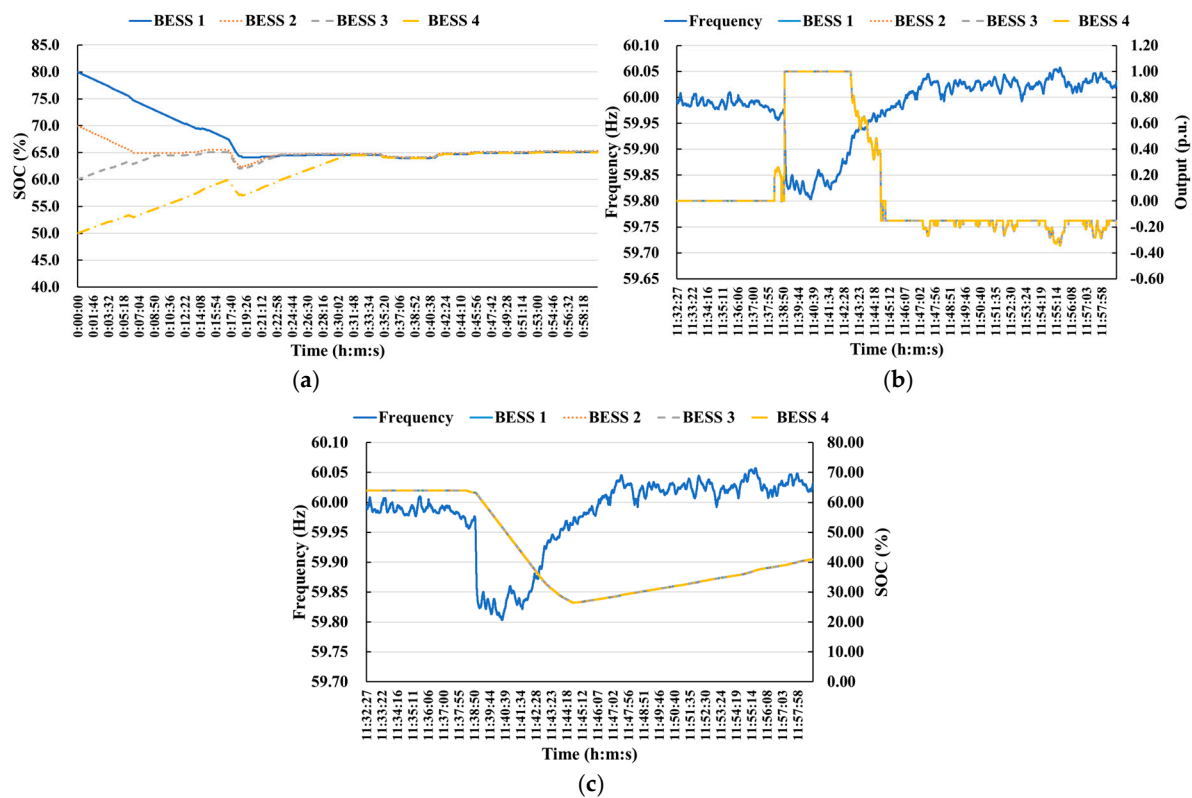 BESS 1 BESS 2 BESS 3 BESS 4
85.0
80.0
75.0
70.0
65.0
60.0
55.0
50.0
45.0
40.0
SOC (%)
0:00:00 0:01:46 0:03:32 0:05:18 0:07:04 0:08:50 0:10:36 0:12:22 0:14:08 0:15:54 0:17:40 0:19:26 0:21:12 0:22:58 0:24:44 0:26:30 0:28:16 0:30:02 0:31:48 0:33:34 0:35:20 0:37:06 0:38:52 0:40:38 0:42:24 0:44:10 0:45:56 0:47:42 0:49:28 0:51:14 0:53:00 0:54:46 0:56:32 0:58:18
Time (h:m:s)
(a)
Frequency BESS 1 BESS 2 BESS 3 BESS 4
60.10
60.05
60.00
59.95
59.90
59.85
59.80
59.75
59.70
59.65
Frequency (Hz)
1.20
1.00
0.80
0.60
0.40
0.20
0.00
-0.20
-0.40
-0.60
Output (p.u.)
11:32:27 11:33:22 11:34:16 11:35:11 11:36:06 11:37:00 11:37:55 11:38:50 11:39:44 11:40:39 11:41:34 11:42:28 11:43:23 11:44:18 11:45:12 11:46:07 11:47:02 11:47:56 11:48:51 11:49:46 11:50:40 11:51:35 11:52:30 11:53:24 11:54:19 11:55:14 11:56:08 11:57:03 11:57:58
Time (h:m:s)
(b)
Frequency BESS 1 BESS 2 BESS 3 BESS 4
60.10
60.05
60.00
59.95
59.90
59.85
59.80
59.75
59.70
Frequency (Hz)
80.00
70.00
60.00
50.00
40.00
30.00
20.00
10.00
0.00
SOC (%)
11:32:27 11:33:22 11:34:16 11:35:11 11:36:06 11:37:00 11:37:55 11:38:50 11:39:44 11:40:39 11:41:34 11:42:28 11:43:23 11:44:18 11:45:12 11:46:07 11:47:02 11:47:56 11:48:51 11:49:46 11:50:40 11:51:35 11:52:30 11:53:24 11:54:19 11:55:14 11:56:08 11:57:03 11:57:58
Time (h:m:s)
(c)